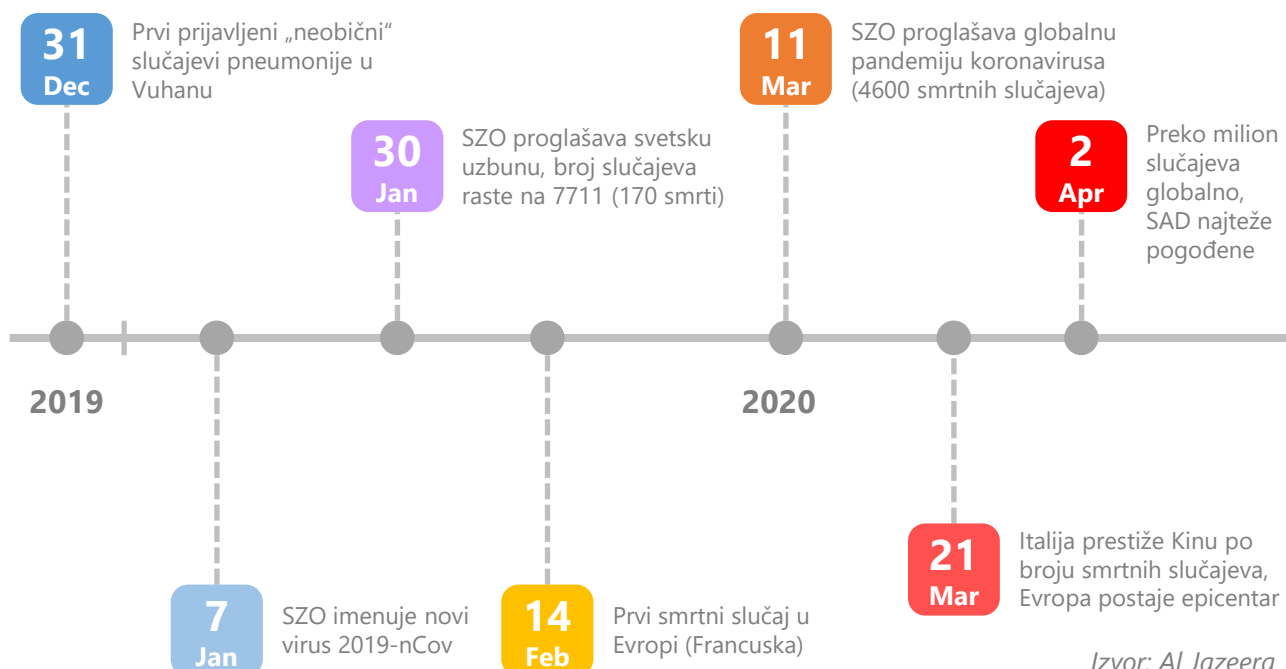 31
Dec
Prvi prijavljeni „neobični“
slučajevi pneumonije u
Vuhanu
30
Jan
SZO proglašava svetsku
uzbunu, broj slučajeva
raste na 7711 (170 smrti)
11
Mar
SZO proglašava globalnu
pandemiju koronavirusa
(4600 smrtnih slučajeva)
2
Apr
Preko milion
slučajeva
globalno,
SAD najteže
pogođene
2019
2020
7
Jan
SZO imenuje novi
virus 2019-nCov
14
Feb
Prvi smrtni slučaj u
Evropi (Francuska)
21
Mar
Italija prestiže Kinu po
broju smrtnih slučajeva,
Evropa postaje epicentar
Izvor: Al Jazeera